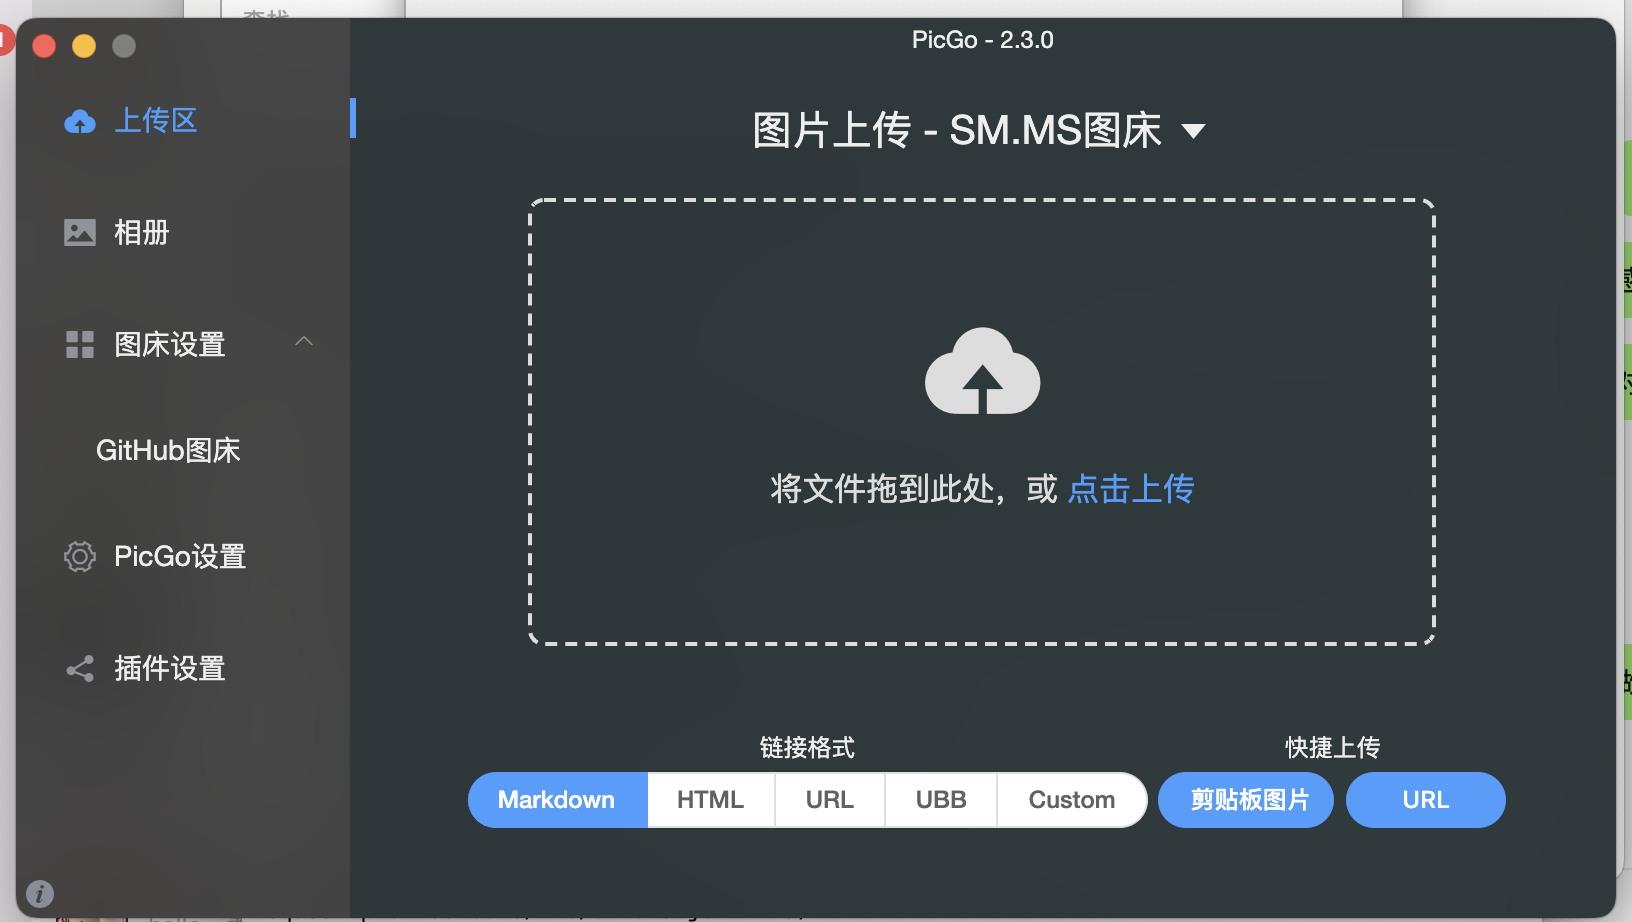 PicGo - 2.3.0
上传区
相册
图床设置
GitHub图床
PicGo设置
插件设置
图片上传 - SM.MS图床
将文件拖到此处，或 点击上传
链接格式
Markdown HTML URL UBB Custom
快捷上传
剪贴板图片 URL